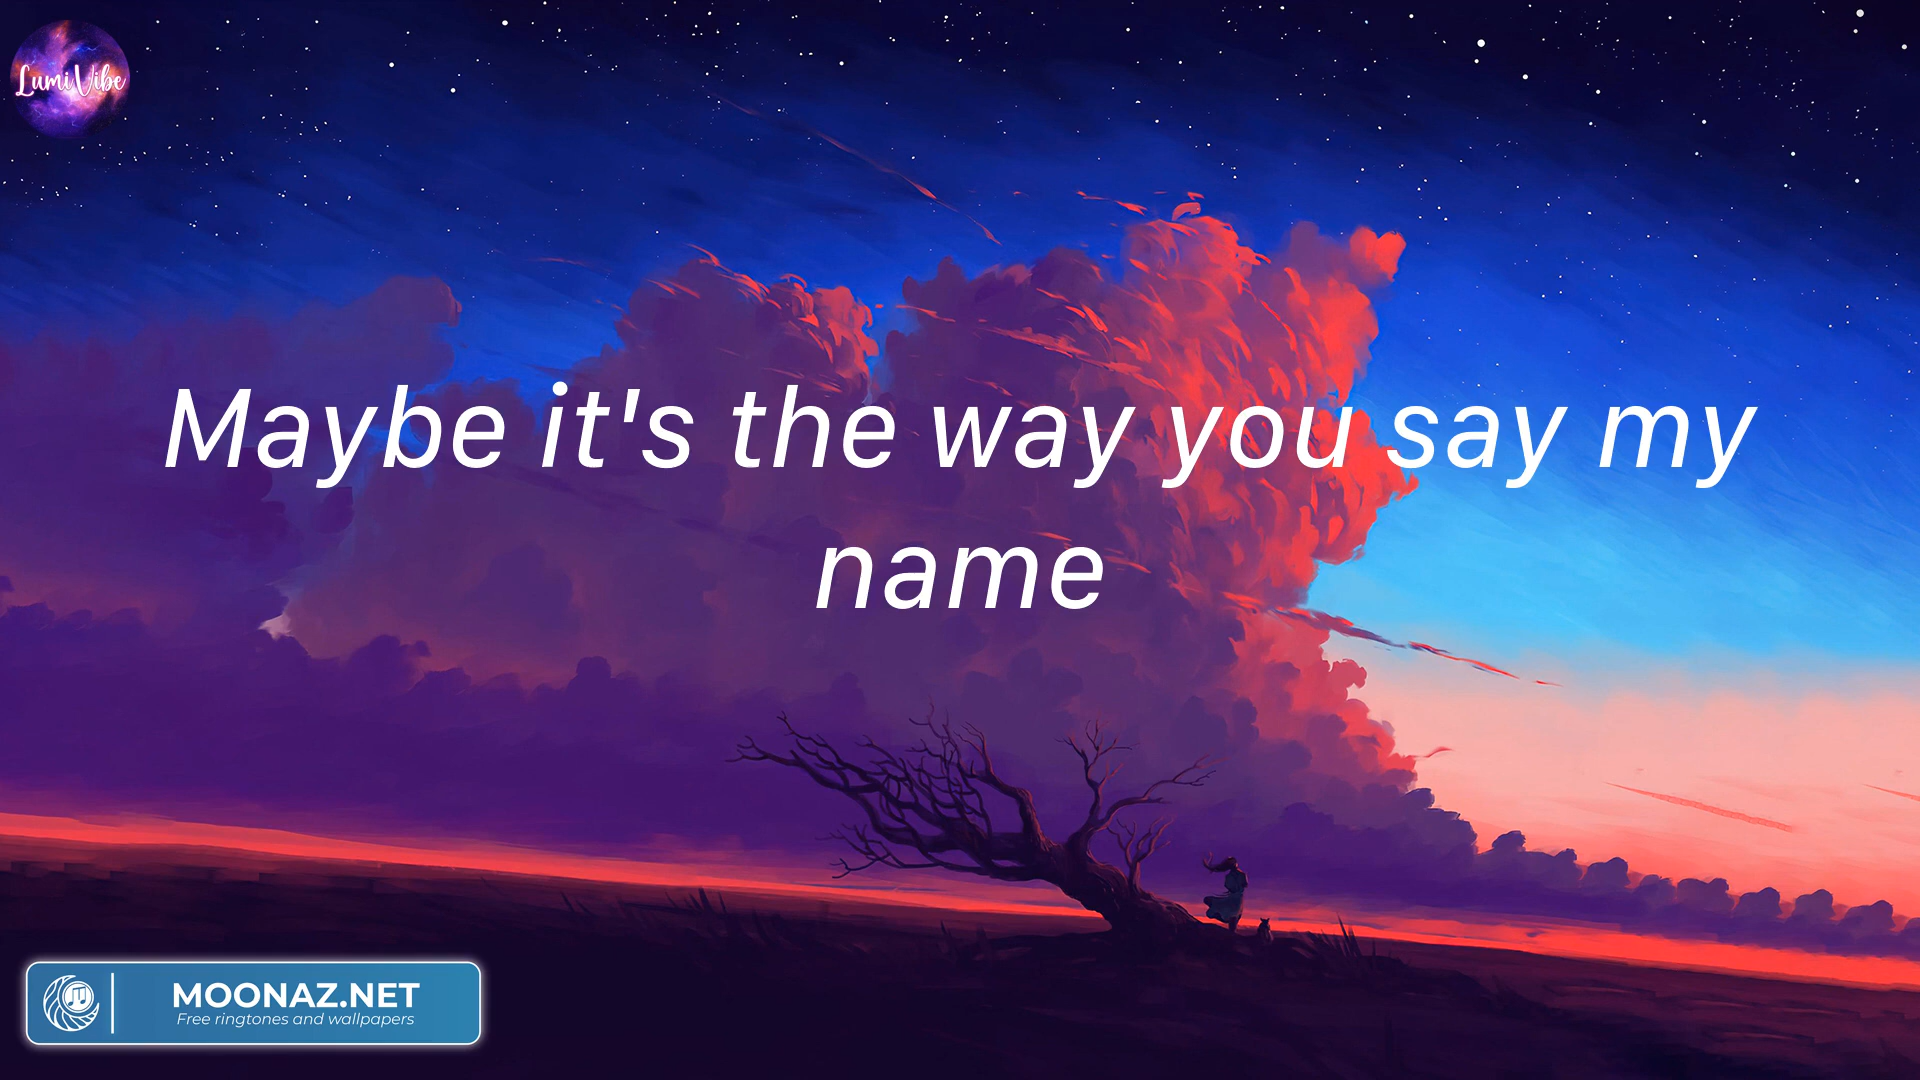 LumiVibe
Maybe it's the way you say my
name
MOONAZ.NET
Free ringtones and wallpapers